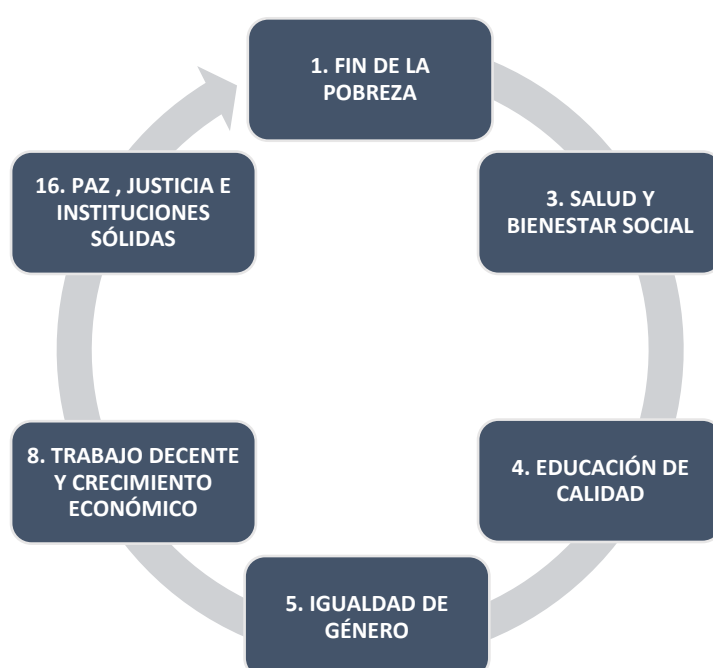 1. FIN DE LA
POBREZA
3. SALUD Y
BIENESTAR SOCIAL
4. EDUCACIÓN DE
CALIDAD
5. IGUALDAD DE
GÉNERO
8. TRABAJO DECENTE
Y CRECIMIENTO
ECONÓMICO
16. PAZ , JUSTICIA E
INSTITUCIONES
SÓLIDAS